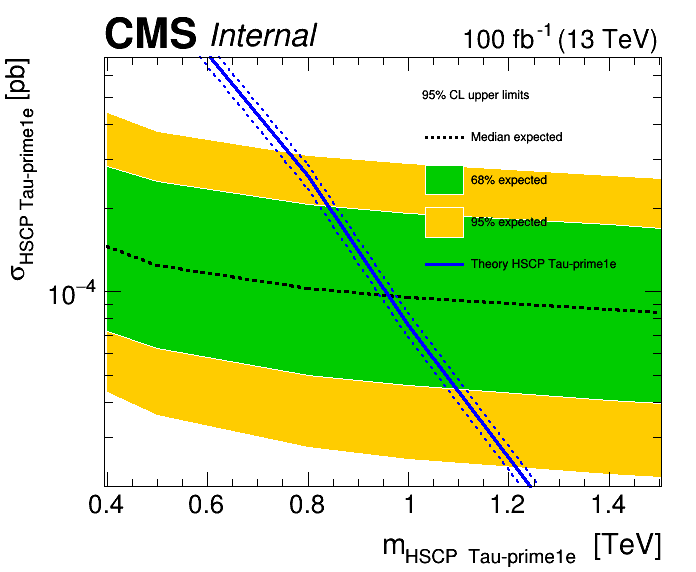 CMS Internal 100 fb⁻¹ (13 TeV)
σHSCP Tau-prime1e [pb]
95% CL upper limits
Median expected
68% expected
95% expected
Theory HSCP Tau-prime1e
10⁻⁴
0.4 0.6 0.8 1 1.2 1.4
mHSCP Tau-prime1e [TeV]